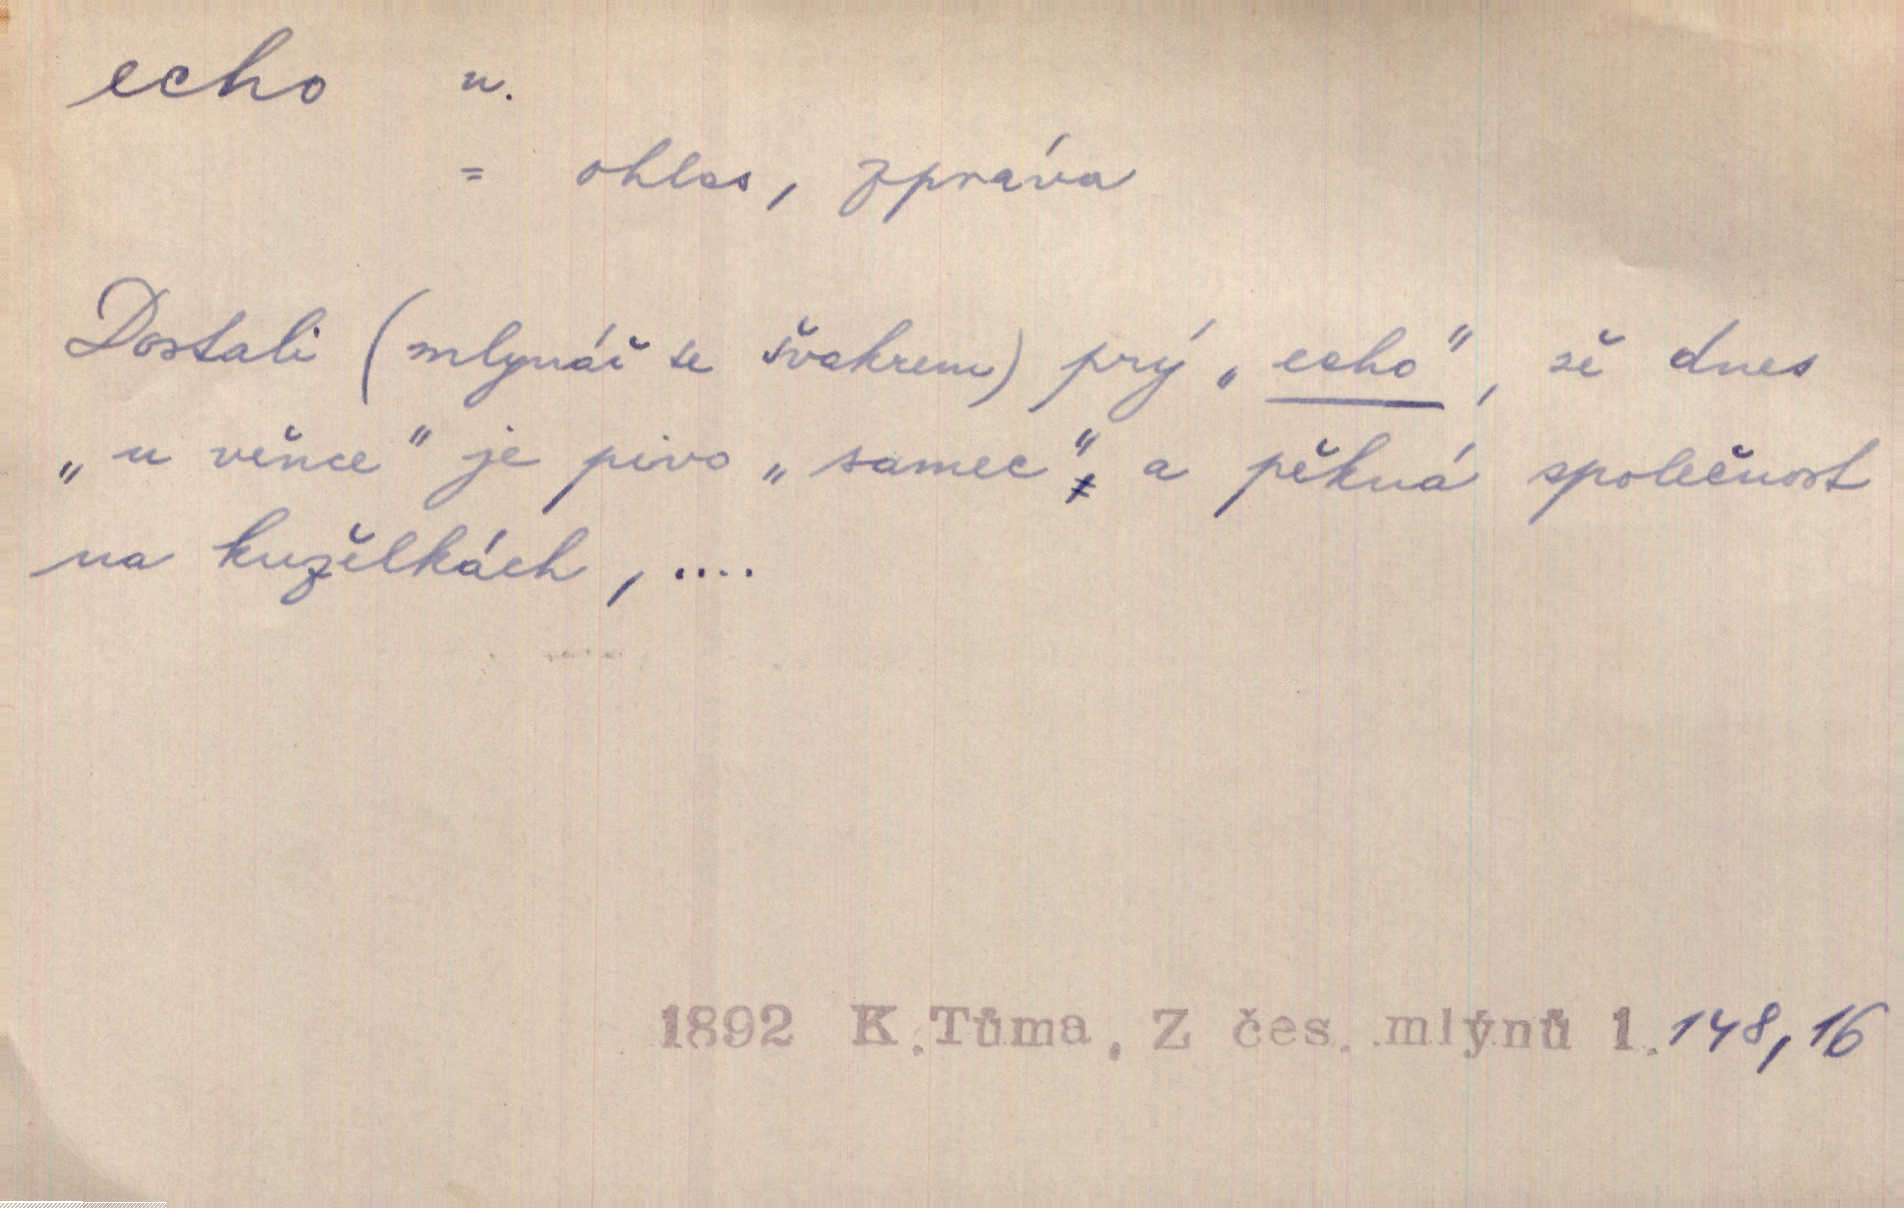 echo n.
= ohlas, zpráva
Dostali (mlynář se švakrem) prý „echo", že dnes
„u věnce" je pivo „samec", a pěkná společnost
na kuželkách, ....
1892 K.Tůma, Z čes. mlýnů 1. 148, 16